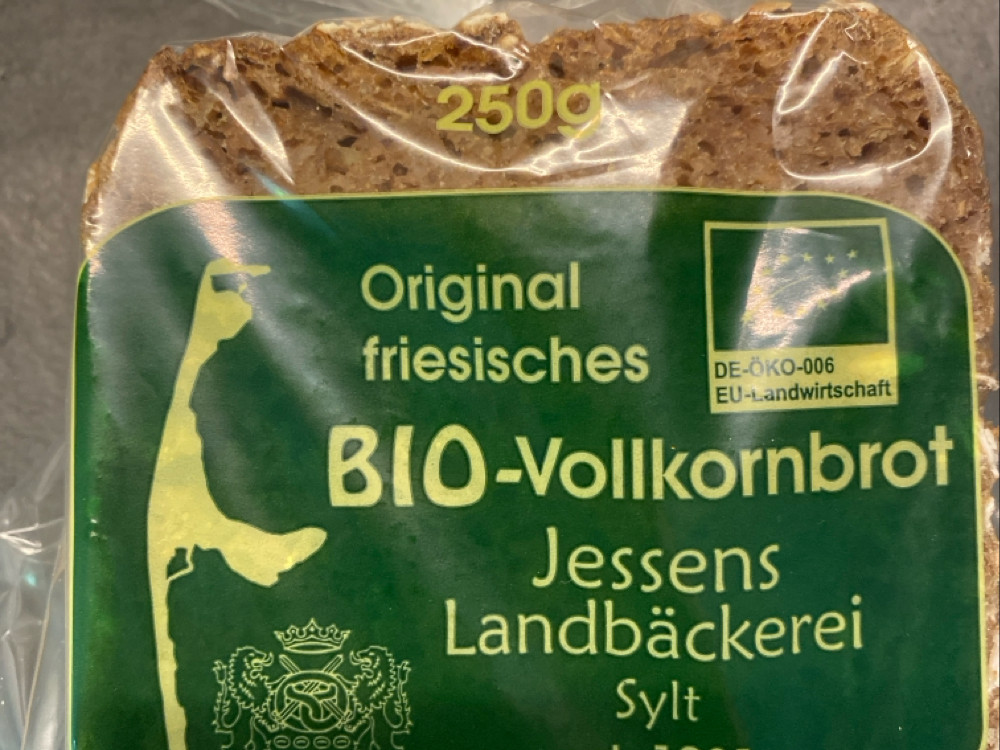 250g
Original
friesisches
DE-ÖKO-006
EU-Landwirtschaft
BIO-Vollkornbrot
Jessens
Landbäckerei
Sylt